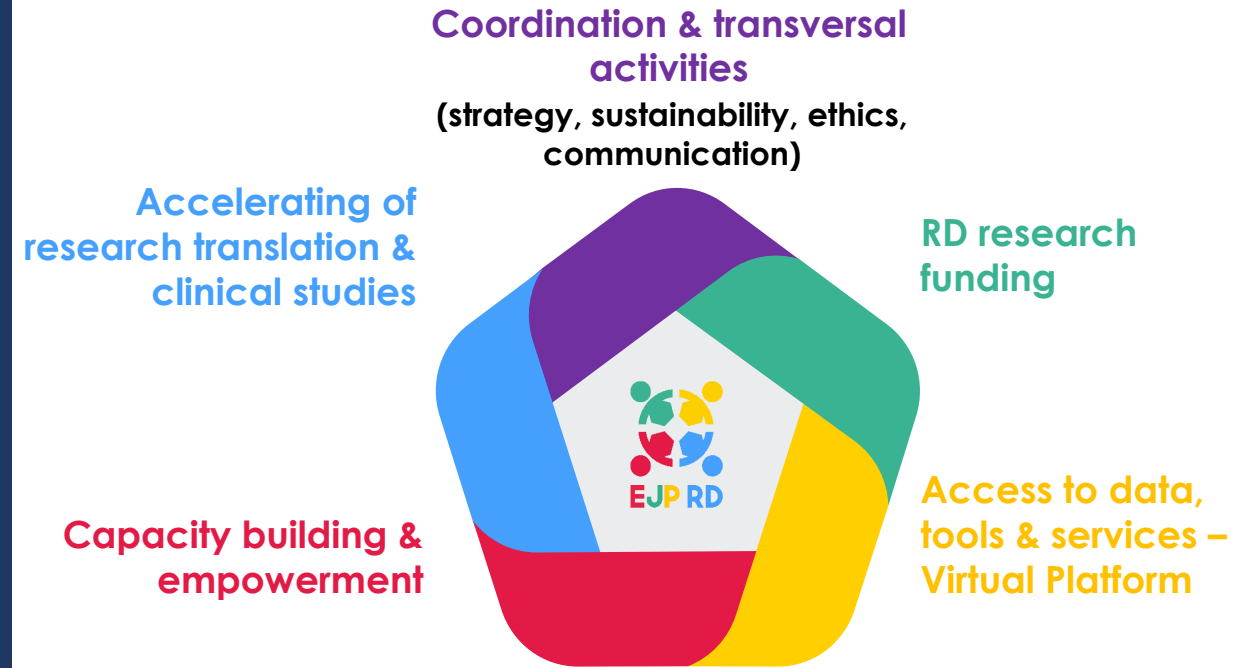 Coordination & transversal
activities
(strategy, sustainability, ethics,
communication)
Accelerating of
research translation &
clinical studies
RD research
funding
EJP RD
Capacity building &
empowerment
Access to data,
tools & services –
Virtual Platform